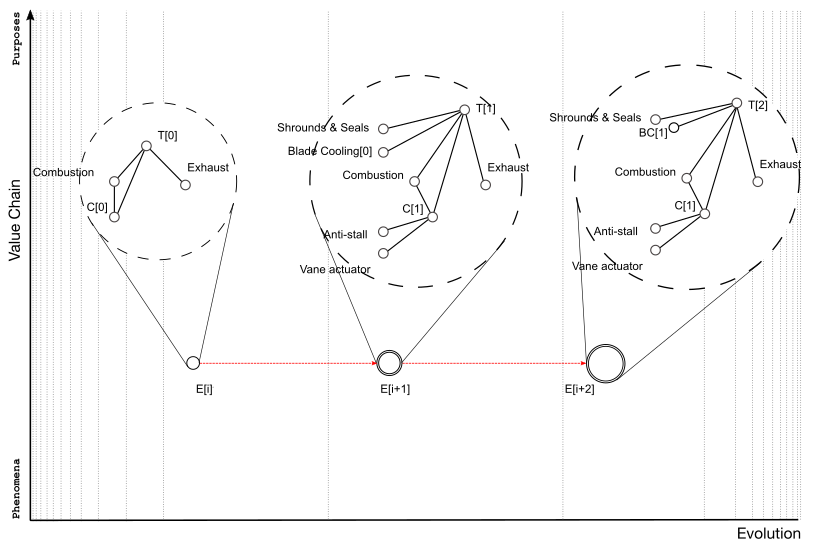 Purposes
Value Chain
Phenomena
T[0]
Combustion
Exhaust
C[0]
T[1]
Shrounds & Seals
Blade Cooling[0]
Combustion
Exhaust
C[1]
Anti-stall
Vane actuator
T[2]
Shrounds & Seals
BC[1]
Combustion
Exhaust
C[1]
Anti-stall
Vane actuator
E[i]
E[i+1]
E[i+2]
Evolution